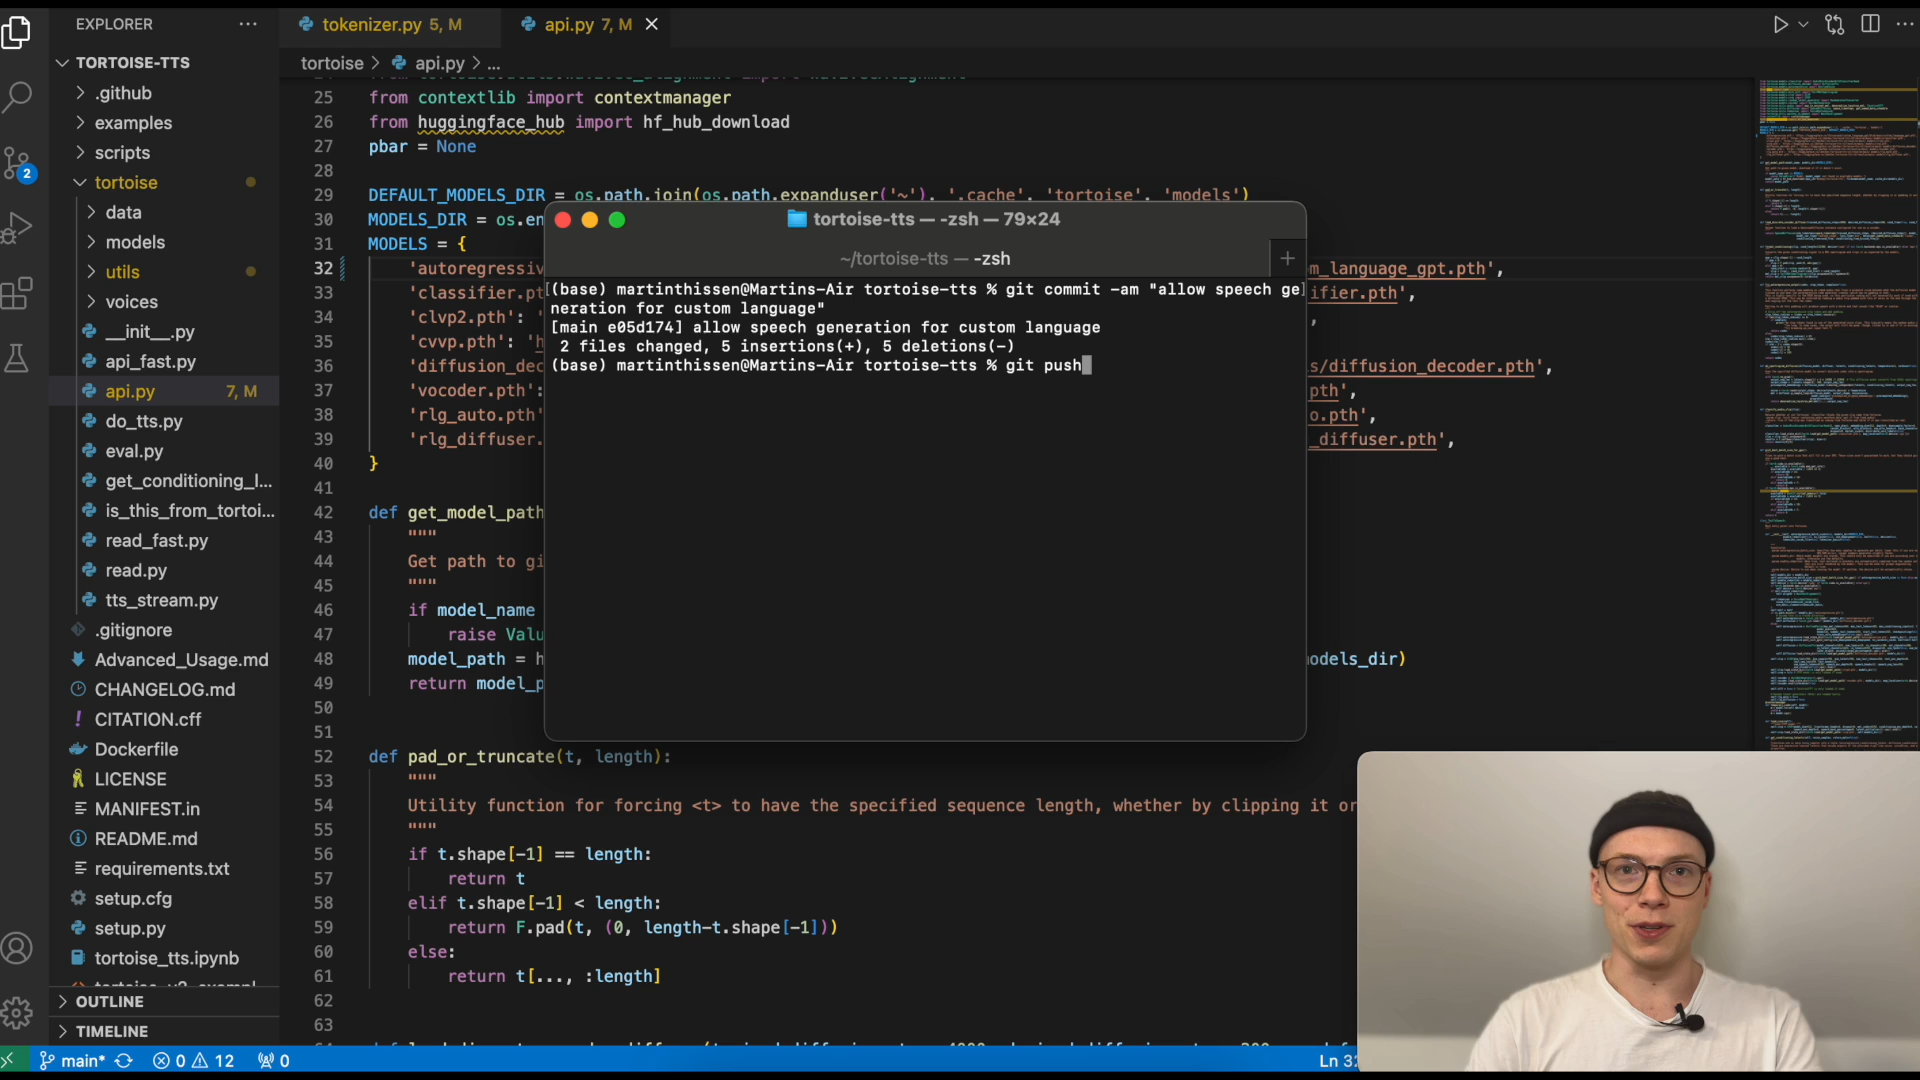 EXPLORER
TORTOISE-TTS
.github
examples
scripts
tortoise
data
models
utils
voices
__init__.py
api_fast.py
api.py 7, M
do_tts.py
eval.py
get_conditioning_l...
is_this_from_tortoi...
read_fast.py
read.py
tts_stream.py
.gitignore
Advanced_Usage.md
CHANGELOG.md
CITATION.cff
Dockerfile
LICENSE
MANIFEST.in
README.md
requirements.txt
setup.cfg
setup.py
tortoise_tts.ipynb
OUTLINE
TIMELINE
2
tokenizer.py 5, M
api.py 7, M
tortoise > api.py > ...
25 from contextlib import contextmanager
26 from huggingface_hub import hf_hub_download
27 pbar = None
28
29 DEFAULT_MODELS_DIR = os.path.join(os.path.expanduser('~'), '.cache', 'tortoise', 'models')
30 MODELS_DIR = os.en
31 MODELS = {
32 'autoregressiv m_language_gpt.pth',
33 'classifier.pt ifier.pth',
34 'clvp2.pth': ',
35 'cvvp.pth': 'h
36 'diffusion_dec s/diffusion_decoder.pth',
37 'vocoder.pth': pth',
38 'rlg_auto.pth' o.pth',
39 'rlg_diffuser. _diffuser.pth',
40 }
41
42 def get_model_path
43 """
44 Get path to gi
45 """
46 if model_name
47 raise Valu
48 model_path = h odels_dir)
49 return model_p
50
51
52 def pad_or_truncate(t, length):
53 """
54 Utility function for forcing <t> to have the specified sequence length, whether by clipping it or
55 """
56 if t.shape[-1] == length:
57 return t
58 elif t.shape[-1] < length:
59 return F.pad(t, (0, length-t.shape[-1]))
60 else:
61 return t[..., :length]
62
63
tortoise-tts — -zsh — 79×24
~/tortoise-tts — -zsh
(base) martinthissen@Martins-Air tortoise-tts % git commit -am "allow speech ge
neration for custom language"
[main e05d174] allow speech generation for custom language
2 files changed, 5 insertions(+), 5 deletions(-)
(base) martinthissen@Martins-Air tortoise-tts % git push
main* 0 12 0
Ln 32